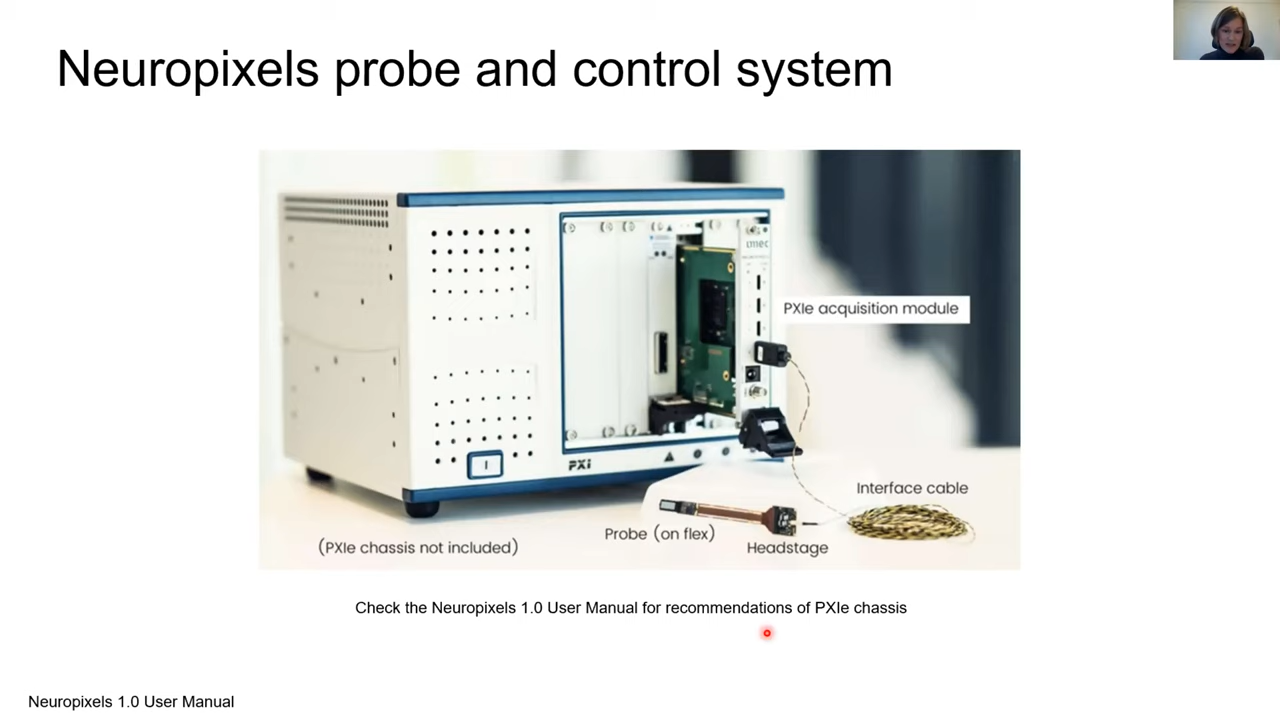 Neuropixels probe and control system
imec
PXIe acquisition module
PXI
Interface cable
Probe (on flex)
Headstage
(PXIe chassis not included)
Check the Neuropixels 1.0 User Manual for recommendations of PXIe chassis
Neuropixels 1.0 User Manual